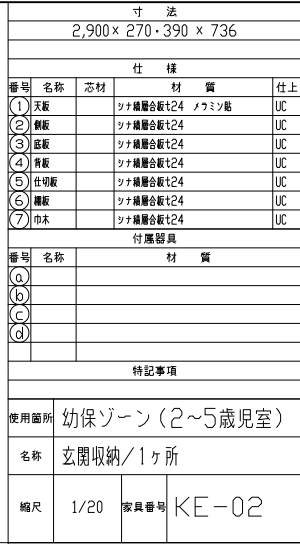 寸 法
2,900× 270・390 × 736
仕 様
番号 名称 芯材 材 質 仕上
① 天板 シナ積層合板t24 メラミン貼 UC
② 側板 シナ積層合板t24 UC
③ 底板 シナ積層合板t24 UC
④ 背板 シナ積層合板t24 UC
⑤ 仕切板 シナ積層合板t24 UC
⑥ 棚板 シナ積層合板t24 UC
⑦ 巾木 シナ積層合板t24 UC
付属器具
番号 名称 材 質
ⓐ
ⓑ
ⓒ
ⓓ
特記事項
使用箇所 幼保ゾーン(2~5歳児室)
名称 玄関収納/1ヶ所
縮尺 1/20 家具番号 KE-02